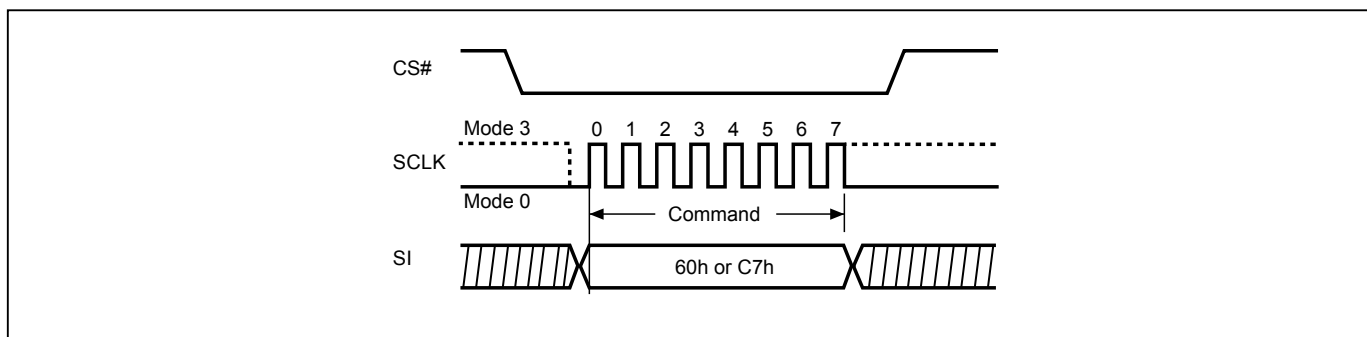 CS#
Mode 3
0 1 2 3 4 5 6 7
SCLK
Mode 0
Command
SI
60h or C7h